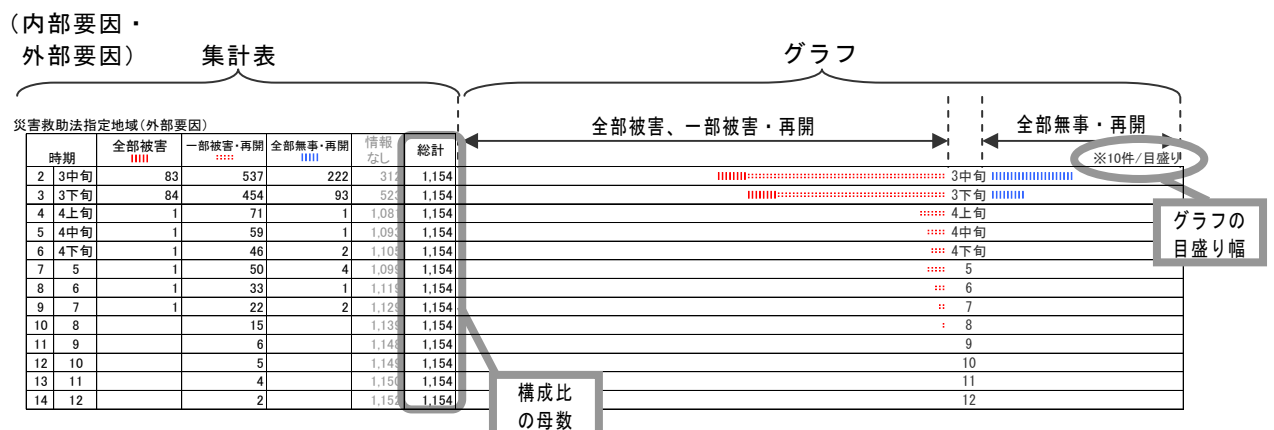 (内部要因・
外部要因) 集計表 グラフ
災害救助法指定地域(外部要因)
全部被害、一部被害・再開 全部無事・再開
時期 全部被害 一部被害・再開 全部無事・再開 情報なし 総計 ※10件/目盛り
2 3中旬 83 537 222 312 1,154 3中旬
3 3下旬 84 454 93 523 1,154 3下旬
4 4上旬 1 71 1 1,081 1,154 4上旬
5 4中旬 1 59 1 1,093 1,154 4中旬
6 4下旬 1 46 2 1,105 1,154 4下旬
7 5 1 50 4 1,099 1,154 5
8 6 1 33 1 1,119 1,154 6
9 7 1 22 2 1,129 1,154 7
10 8 15 1,139 1,154 8
11 9 6 1,148 1,154 9
12 10 5 1,149 1,154 10
13 11 4 1,150 1,154 11
14 12 2 1,152 1,154 12
グラフの
目盛り幅
構成比
の母数